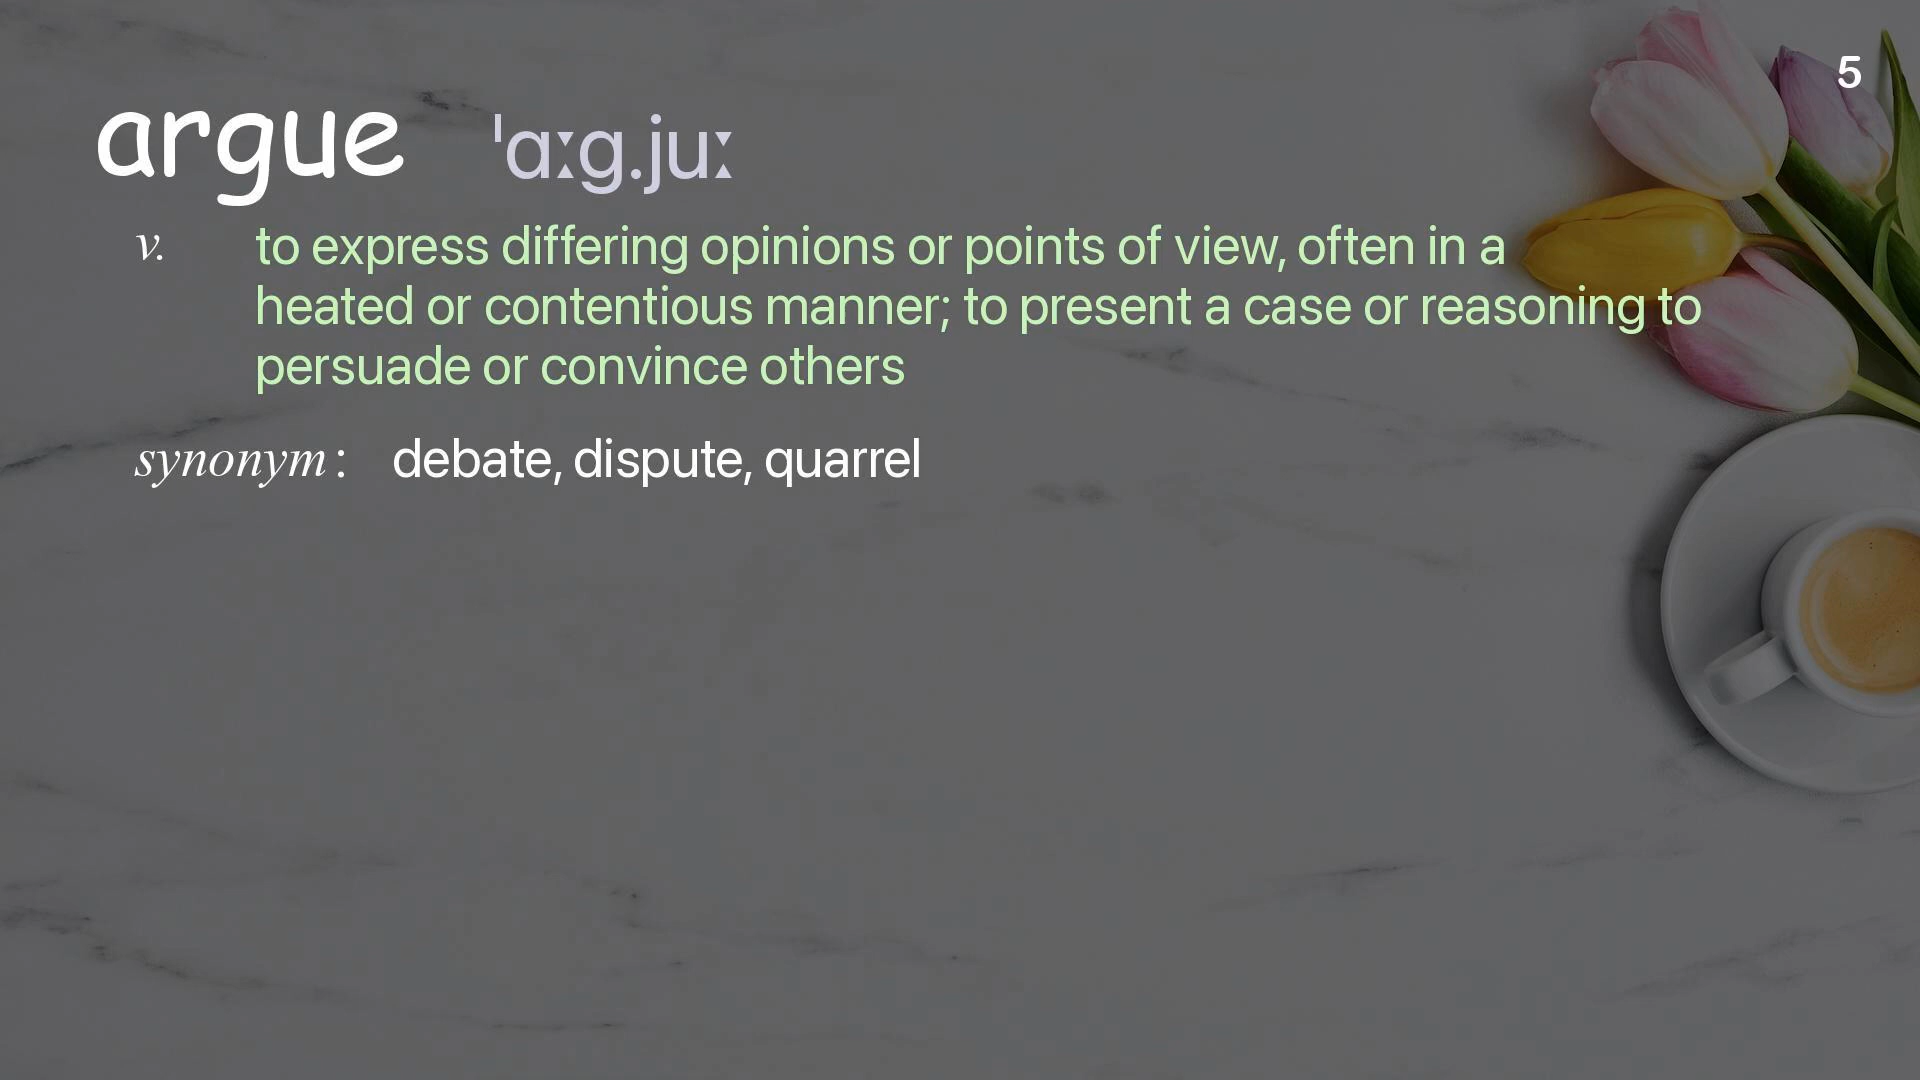 5
argue ˈɑːɡ.juː
v. to express differing opinions or points of view, often in a
heated or contentious manner; to present a case or reasoning to
persuade or convince others
synonym: debate, dispute, quarrel